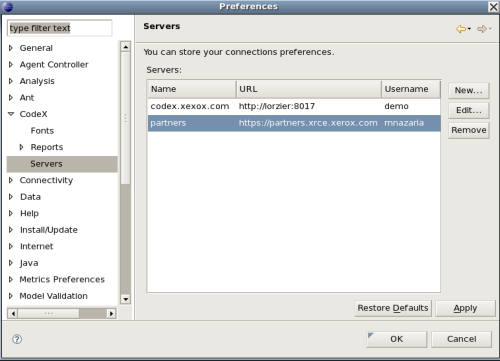 Preferences
type filter text
Servers
General
Agent Controller
Analysis
Ant
CodeX
Fonts
Reports
Servers
Connectivity
Data
Help
Install/Update
Internet
Java
Metrics Preferences
Model Validation
You can store your connections preferences.
Servers:
Name URL Username
codex.xexox.com http://lorzier:8017 demo
partners https://partners.xrce.xerox.com mnazaria
New...
Edit...
Remove
Restore Defaults Apply
OK Cancel